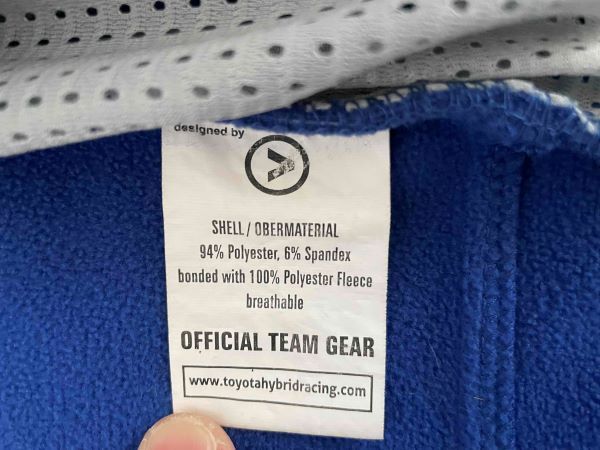 designed by
SHELL / OBERMATERIAL
94% Polyester, 6% Spandex
bonded with 100% Polyester Fleece
breathable
OFFICIAL TEAM GEAR
www.toyotahybridracing.com